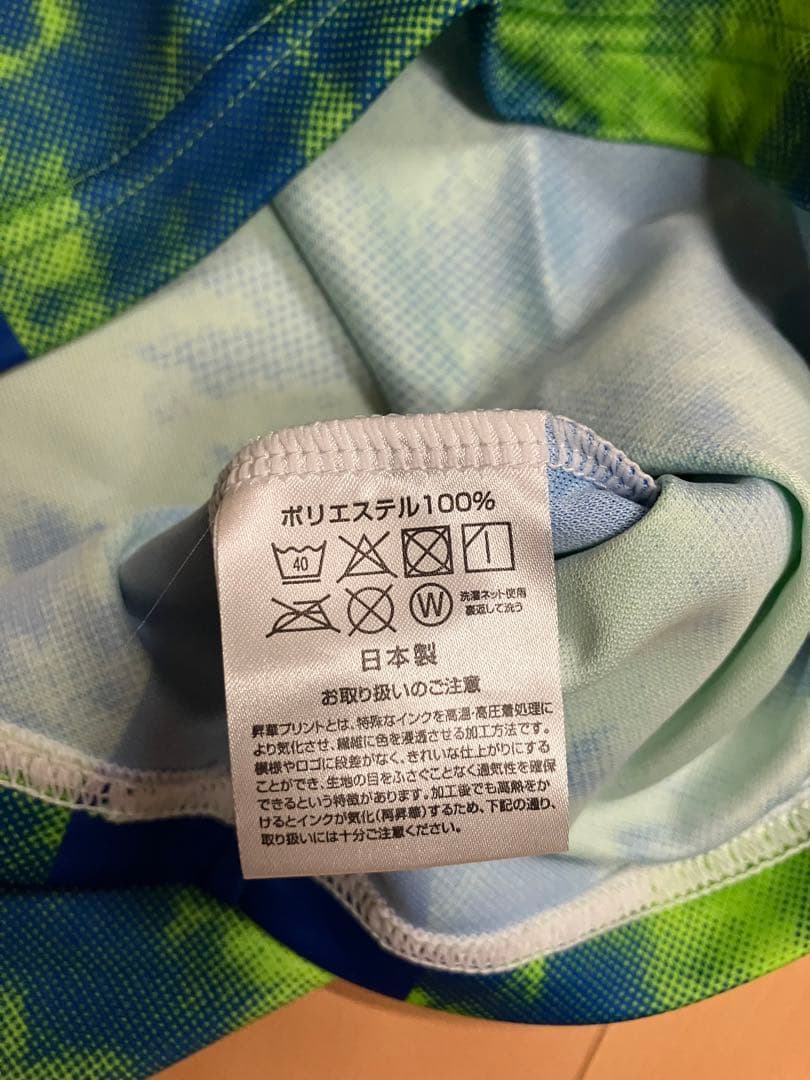 ポリエステル100%
40
W
洗濯ネット使用
裏返して洗う
日本製
お取り扱いのご注意
昇華プリントとは、特殊なインクを高温・高圧着処理に
より気化させ、繊維に色を浸透させる加工方法です。
模様やロゴに段差がなく、きれいな仕上がりにする
ことができ、生地の目をふさぐことなく通気性を確保
できるという特徴があります。加工後でも高熱をか
けるとインクが気化(再昇華)するため、下記の通り、
取り扱いには十分ご注意ください。